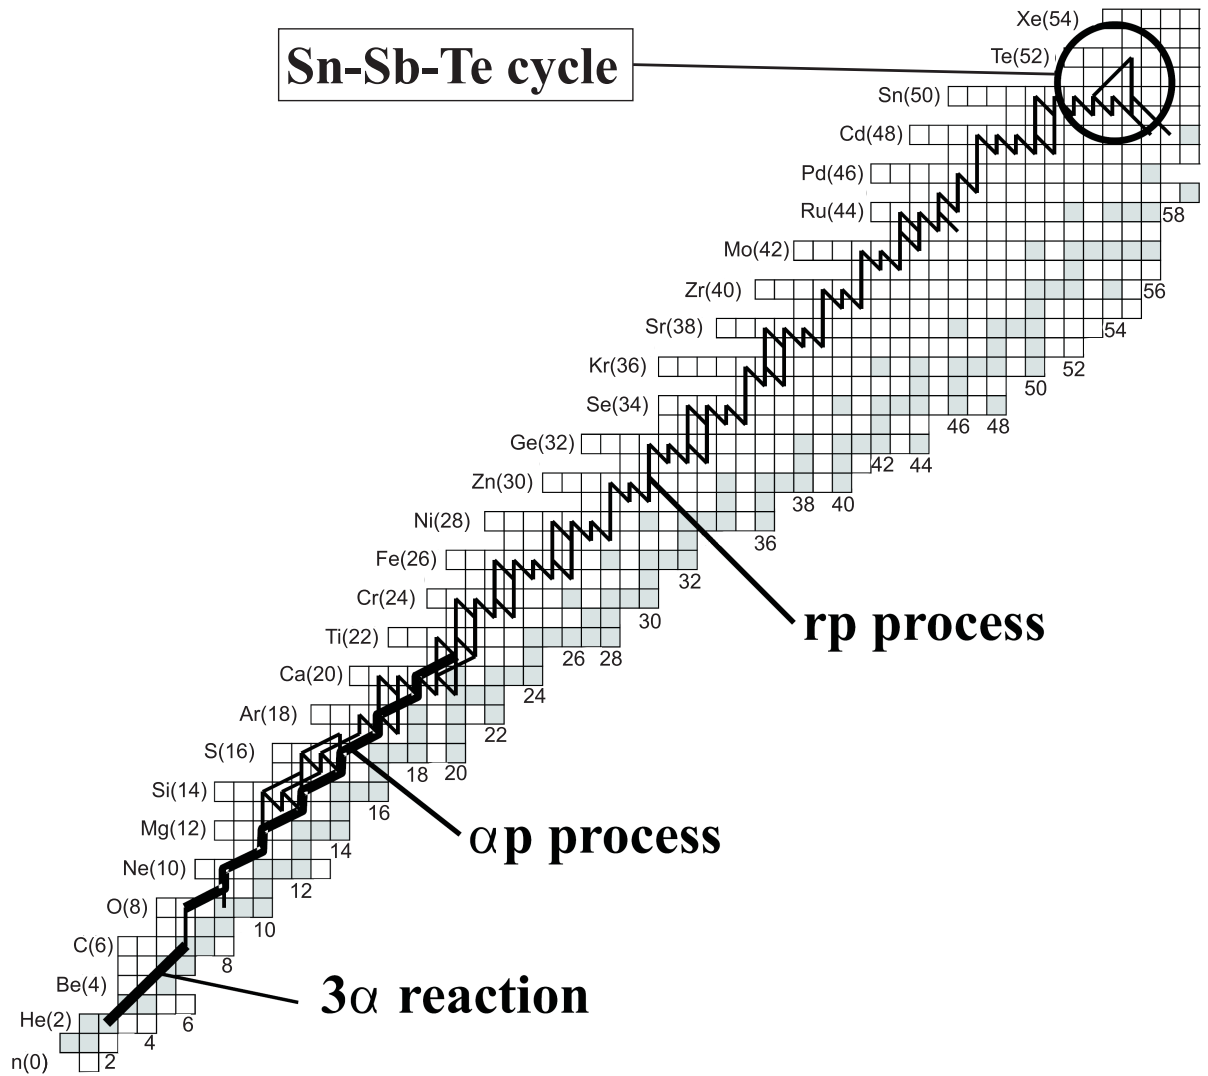 Xe(54)
Sn-Sb-Te cycle
Te(52)
Sn(50)
Cd(48)
Pd(46)
Ru(44)
58
Mo(42)
Zr(40)
56
Sr(38)
54
Kr(36)
52
50
Se(34)
46 48
Ge(32)
42 44
Zn(30)
38 40
Ni(28)
36
Fe(26)
32
Cr(24)
30
rp process
Ti(22)
26 28
Ca(20)
24
Ar(18)
22
S(16)
18 20
Si(14)
16
Mg(12)
αp process
14
Ne(10)
12
O(8)
10
C(6)
8
Be(4)
3α reaction
6
He(2)
4
n(0)
2